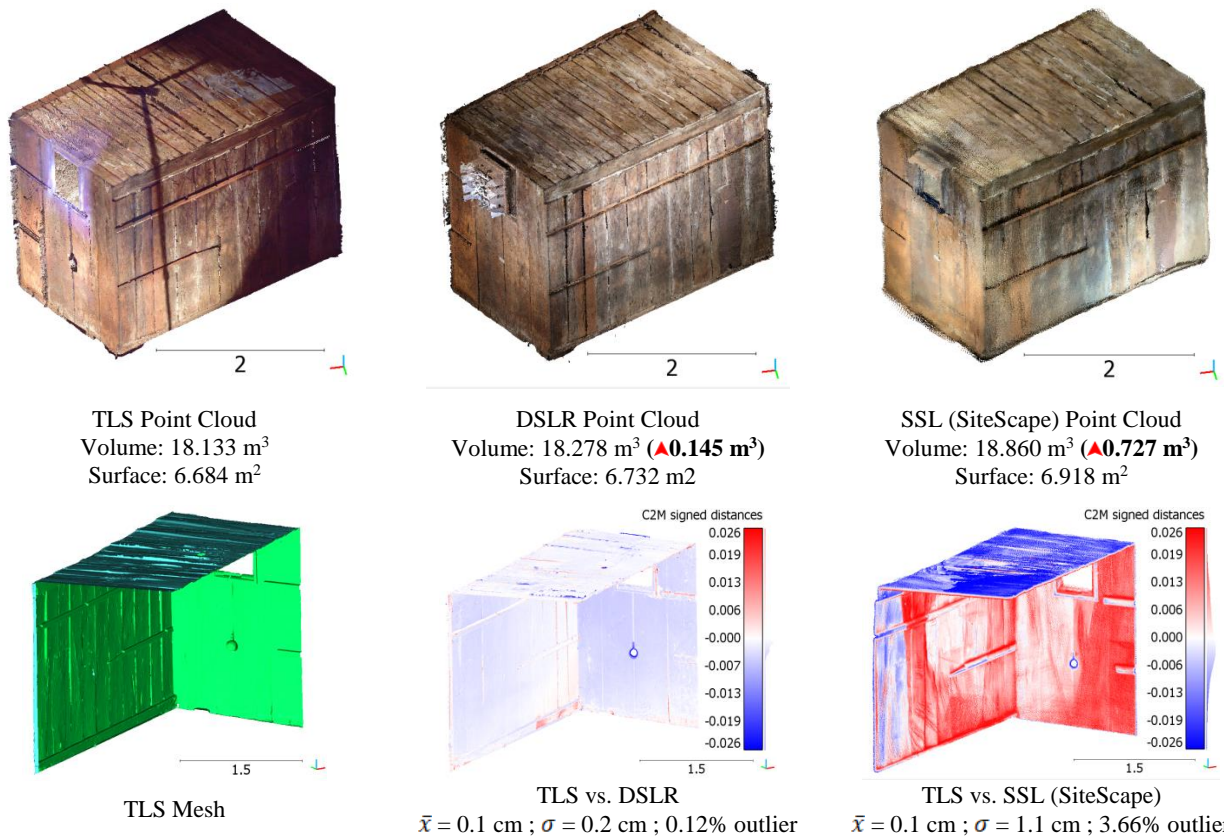 2
2
2
TLS Point Cloud
Volume: 18.133 m³
Surface: 6.684 m²
DSLR Point Cloud
Volume: 18.278 m³ (▲0.145 m³)
Surface: 6.732 m2
SSL (SiteScape) Point Cloud
Volume: 18.860 m³ (▲0.727 m³)
Surface: 6.918 m²
1.5
TLS Mesh
C2M signed distances
0.026
0.019
0.013
0.006
-0.000
-0.007
-0.013
-0.019
-0.026
1.5
TLS vs. DSLR
x̄ = 0.1 cm ; σ = 0.2 cm ; 0.12% outlier
C2M signed distances
0.026
0.019
0.013
0.006
0.000
-0.006
-0.013
-0.019
-0.026
1.5
TLS vs. SSL (SiteScape)
x̄ = 0.1 cm ; σ = 1.1 cm ; 3.66% outlie